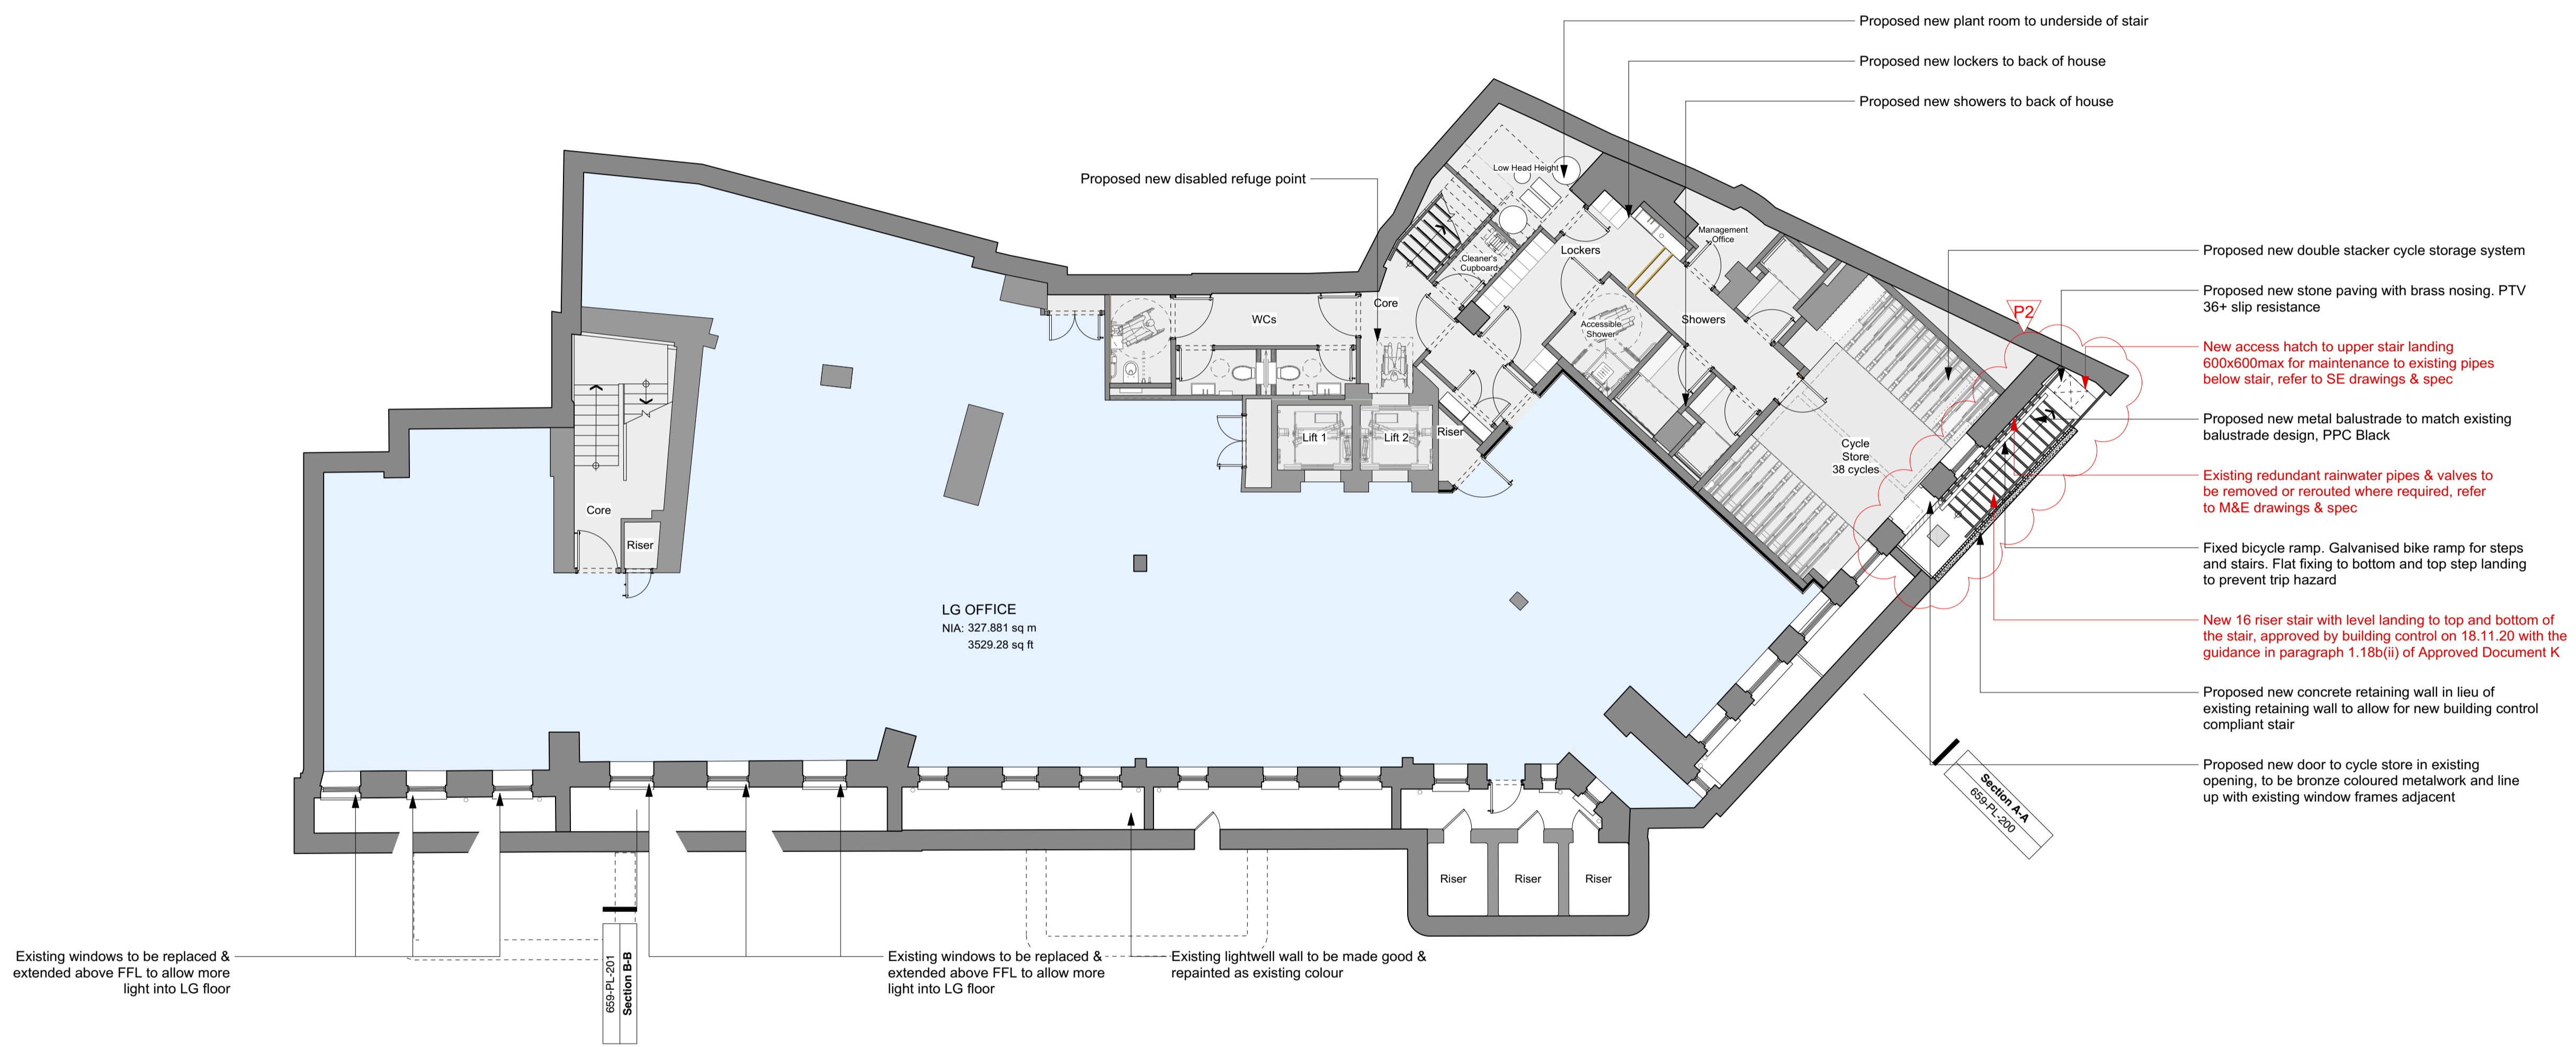 Proposed new plant room to underside of stair
Proposed new lockers to back of house
Proposed new showers to back of house
Proposed new disabled refuge point
Low Head Height
Management
Office
Lockers
Cleaner's
Cupboard
Core
WCs
Accessible
Shower
Showers
Lift 1
Lift 2
Riser
Cycle
Store
38 cycles
Core
Riser
LG OFFICE
NIA: 327.881 sq m
3529.28 sq ft
Riser
Riser
Riser
P2
Proposed new double stacker cycle storage system
Proposed new stone paving with brass nosing. PTV
36+ slip resistance
New access hatch to upper stair landing
600x600max for maintenance to existing pipes
below stair, refer to SE drawings & spec
Proposed new metal balustrade to match existing
balustrade design, PPC Black
Existing redundant rainwater pipes & valves to
be removed or rerouted where required, refer
to M&E drawings & spec
Fixed bicycle ramp. Galvanised bike ramp for steps
and stairs. Flat fixing to bottom and top step landing
to prevent trip hazard
New 16 riser stair with level landing to top and bottom of
the stair, approved by building control on 18.11.20 with the
guidance in paragraph 1.18b(ii) of Approved Document K
Proposed new concrete retaining wall in lieu of
existing retaining wall to allow for new building control
compliant stair
Proposed new door to cycle store in existing
opening, to be bronze coloured metalwork and line
up with existing window frames adjacent
Section A-A
659-PL-200
Existing windows to be replaced &
extended above FFL to allow more
light into LG floor
659-PL-201
Section B-B
Existing windows to be replaced &
extended above FFL to allow more
light into LG floor
Existing lightwell wall to be made good &
repainted as existing colour